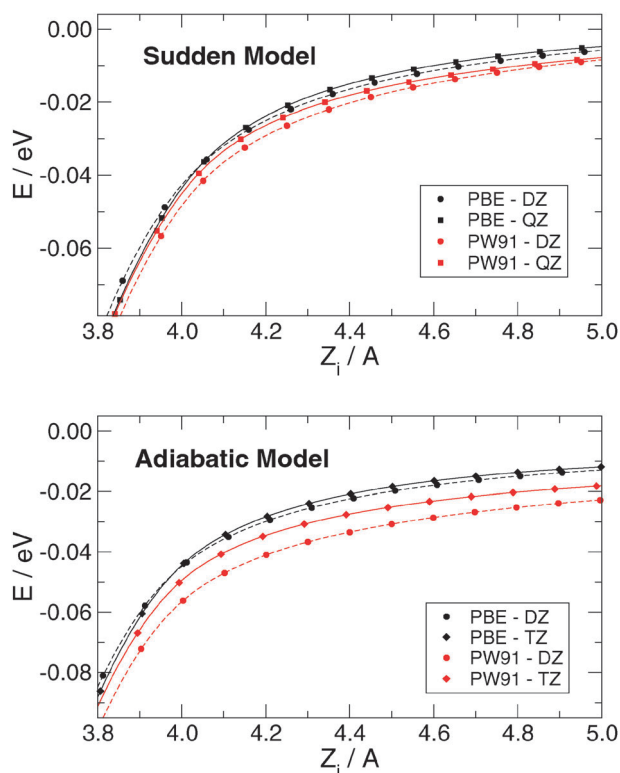 0.00
Sudden Model
-0.02
E / eV
-0.04
PBE - DZ
PBE - QZ
PW91 - DZ
PW91 - QZ
-0.06
3.8 4.0 4.2 4.4 4.6 4.8 5.0
Zi / A
0.00
Adiabatic Model
-0.02
E / eV
-0.04
-0.06
PBE - DZ
PBE - TZ
PW91 - DZ
PW91 - TZ
-0.08
3.8 4.0 4.2 4.4 4.6 4.8 5.0
Zi / A